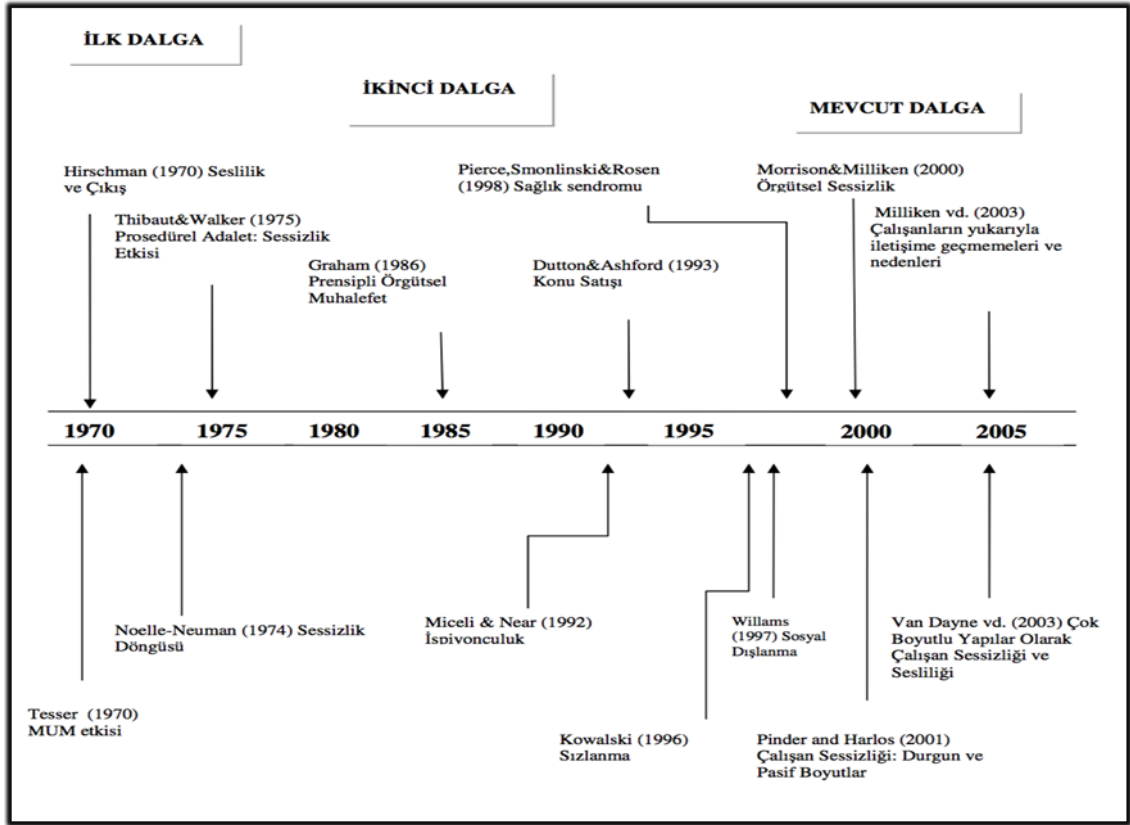 İLK DALGA
İKİNCİ DALGA
MEVCUT DALGA
Hirschman (1970) Seslilik
ve Çıkış
Thibaut&Walker (1975)
Prosedürel Adalet: Sessizlik
Etkisi
Graham (1986)
Prensipli Örgütsel
Muhalefet
Pierce,Smonlinski&Rosen
(1998) Sağlık sendromu
Dutton&Ashford (1993)
Konu Satışı
Morrison&Milliken (2000)
Örgütsel Sessizlik
Milliken vd. (2003)
Çalışanların yukarıyla
iletişime geçmemeleri ve
nedenleri
1970 1975 1980 1985 1990 1995 2000 2005
Noelle-Neuman (1974) Sessizlik
Döngüsü
Tesser (1970)
MUM etkisi
Miceli & Near (1992)
İspivonculuk
Kowalski (1996)
Sızlanma
Willams
(1997) Sosyal
Dışlanma
Pinder and Harlos (2001)
Çalışan Sessizliği: Durgun ve
Pasif Boyutlar
Van Dayne vd. (2003) Çok
Boyutlu Yapılar Olarak
Çalışan Sessizliği ve
Sesliliği